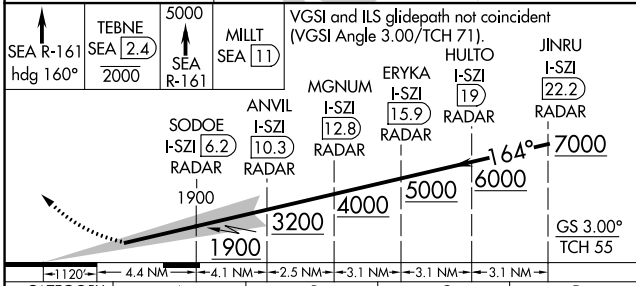 SEA R-161
hdg 160°
TEBNE
SEA 2.4
2000
5000
SEA
R-161
MILLT
SEA 11
VGSI and ILS glidepath not coincident
(VGSI Angle 3.00/TCH 71).
JINRU
I-SZI
22.2
RADAR
HULTO
I-SZI
19
RADAR
ERYKA
I-SZI
15.9
RADAR
MGNUM
I-SZI
12.8
RADAR
ANVIL
I-SZI
10.3
RADAR
SODOE
I-SZI 6.2
RADAR
1900
164°
7000
6000
5000
4000
3200
1900
GS 3.00°
TCH 55
1120'
4.4 NM
4.1 NM
2.5 NM
3.1 NM
3.1 NM
3.1 NM